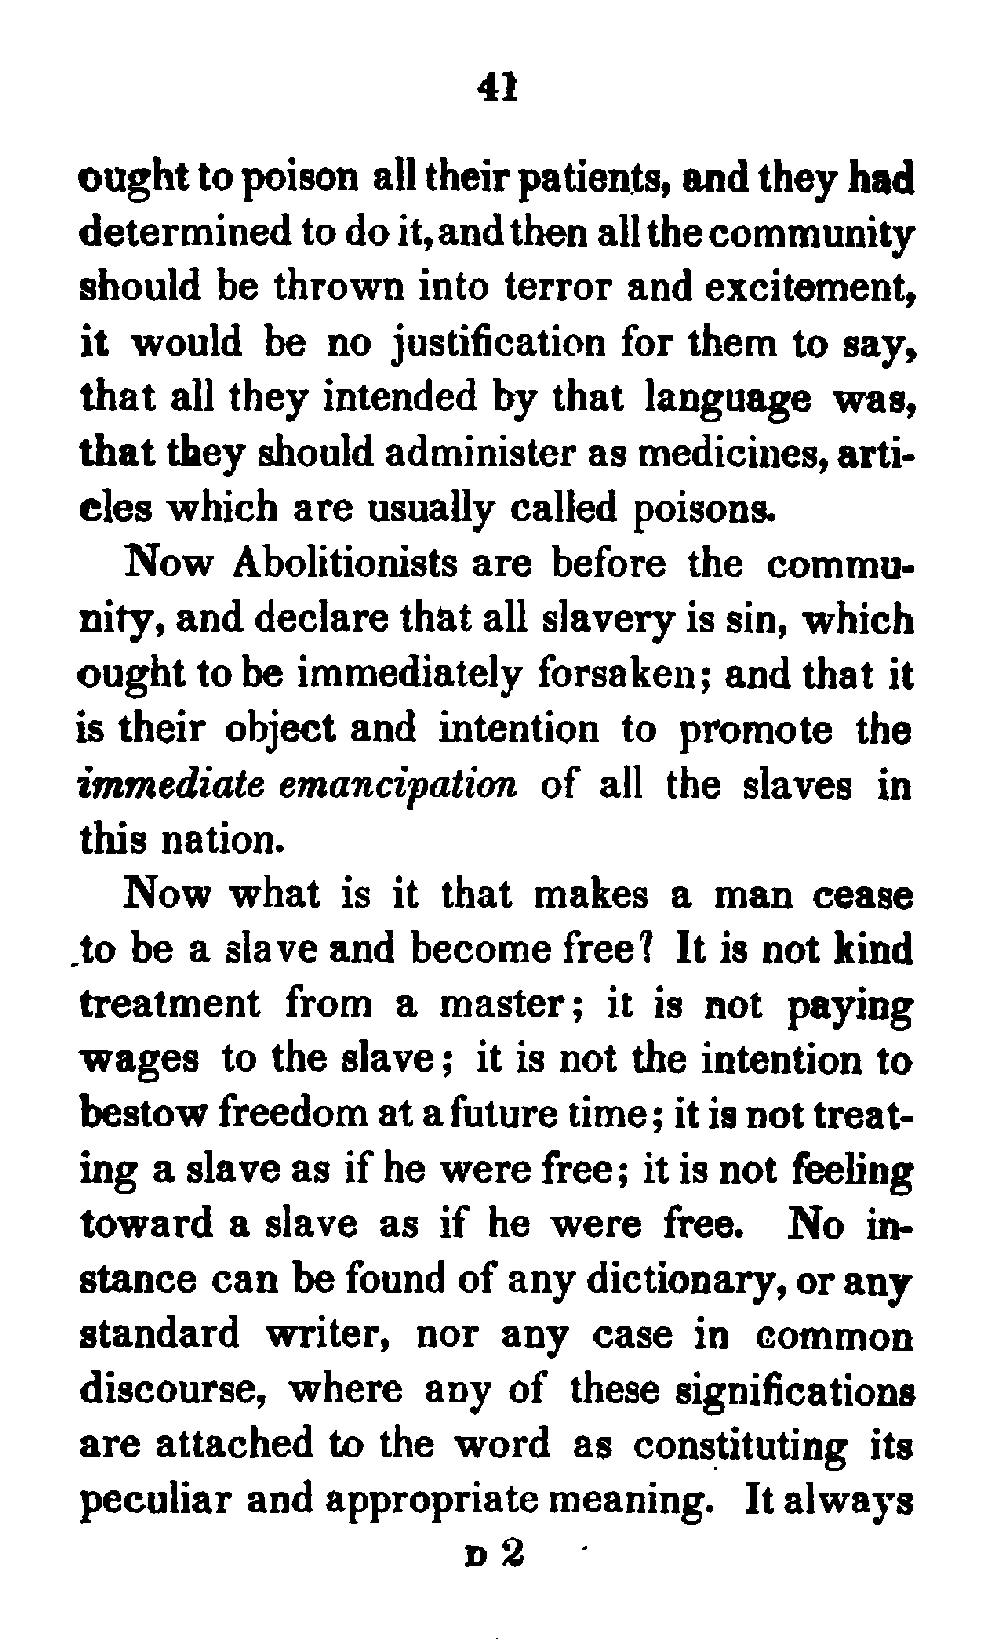 41
ought to poison all their patients, and they had
determined to do it, and then all the community
should be thrown into terror and excitement,
it would be no justification for them to say,
that all they intended by that language was,
that they should administer as medicines, arti-
cles which are usually called poisons.
Now Abolitionists are before the commu-
nity, and declare that all slavery is sin, which
ought to be immediately forsaken; and that it
is their object and intention to promote the
immediate emancipation of all the slaves in
this nation.
Now what is it that makes a man cease
to be a slave and become free? It is not kind
treatment from a master; it is not paying
wages to the slave; it is not the intention to
bestow freedom at a future time; it is not treat-
ing a slave as if he were free; it is not feeling
toward a slave as if he were free. No in-
stance can be found of any dictionary, or any
standard writer, nor any case in common
discourse, where any of these significations
are attached to the word as constituting its
peculiar and appropriate meaning. It always
D 2